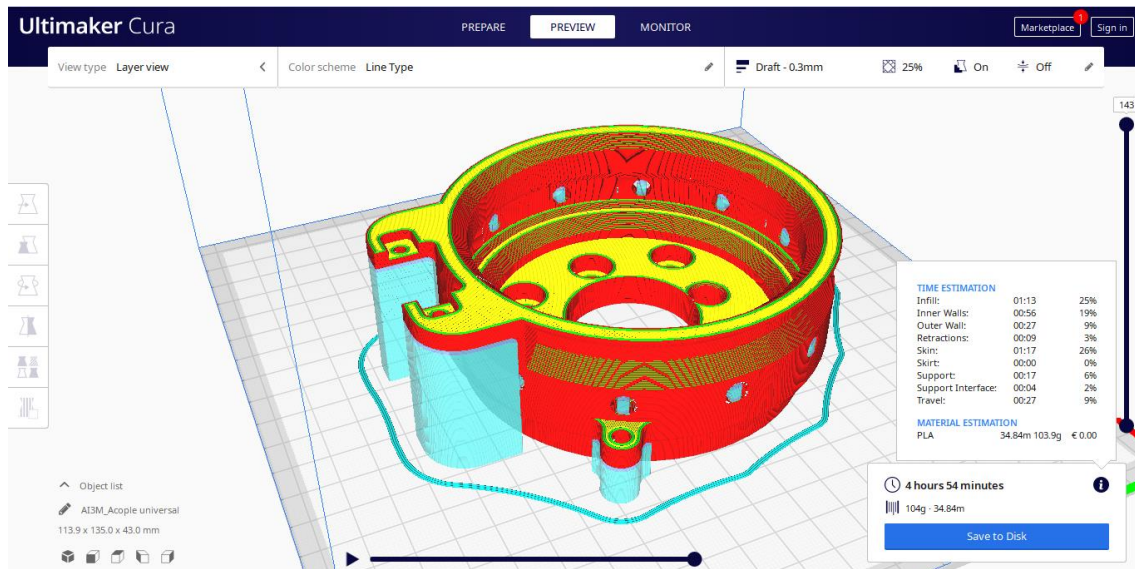 Ultimaker Cura
PREPARE PREVIEW MONITOR
Marketplace 1 Sign in
View type Layer view
Color scheme Line Type
Draft - 0.3mm 25% On Off
143
TIME ESTIMATION
Infill: 01:13 25%
Inner Walls: 00:56 19%
Outer Wall: 00:27 9%
Retractions: 00:09 3%
Skin: 01:17 26%
Skirt: 00:00 0%
Support: 00:17 6%
Support Interface: 00:04 2%
Travel: 00:27 9%
MATERIAL ESTIMATION
PLA 34.84m 103.9g € 0.00
4 hours 54 minutes
104g · 34.84m
Save to Disk
Object list
AI3M_Acople universal
113.9 x 135.0 x 43.0 mm